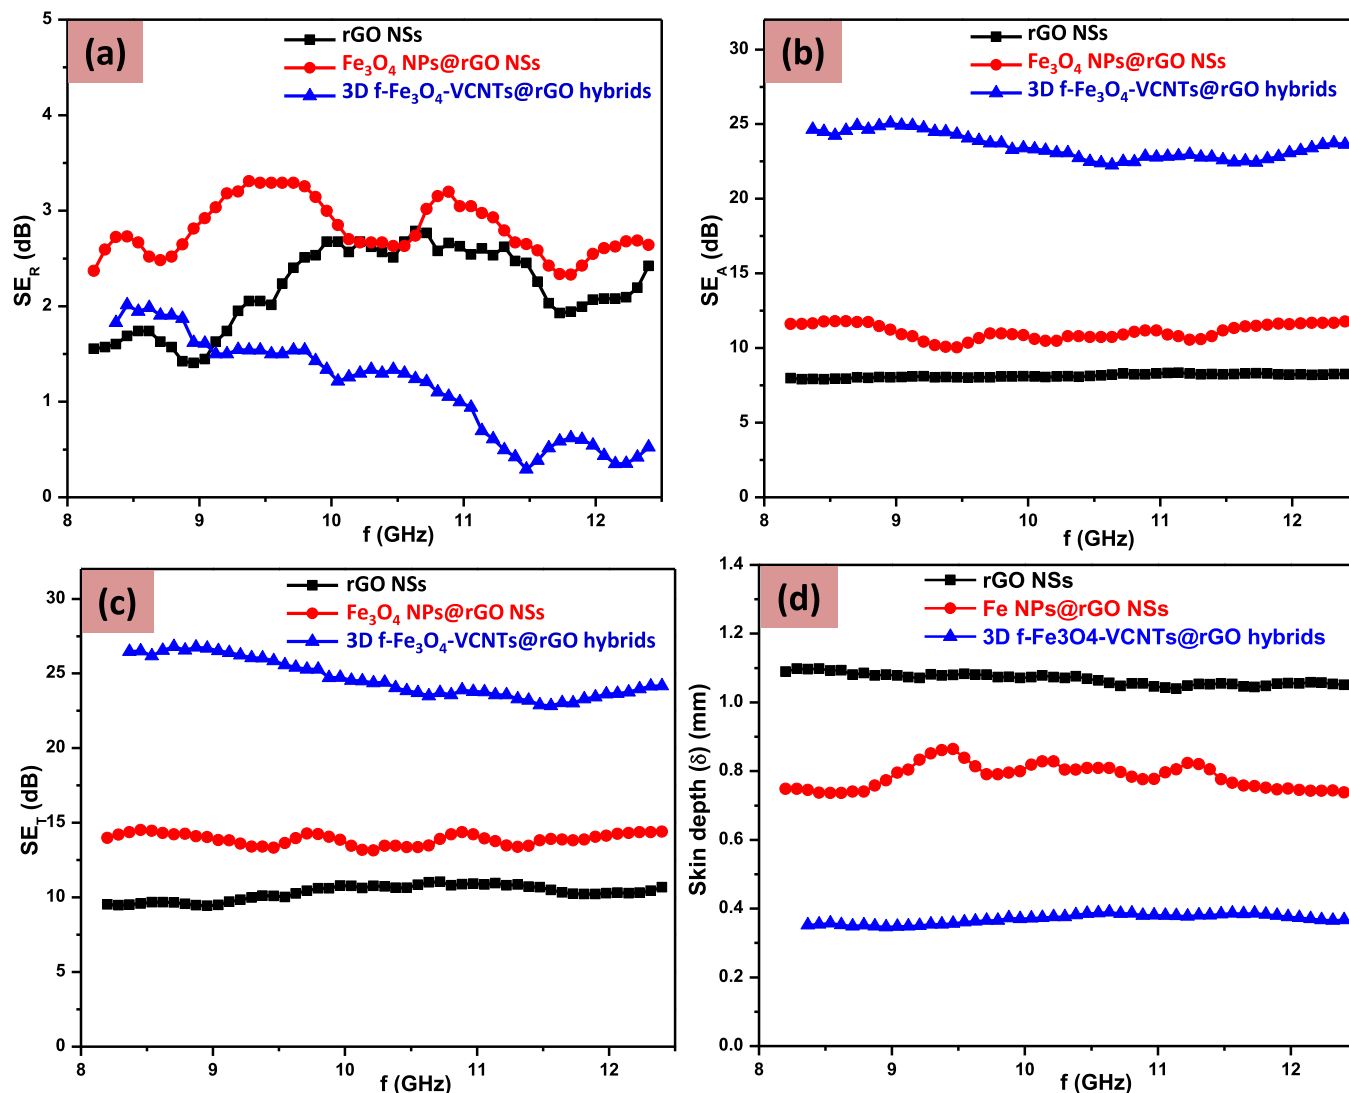 (a)
rGO NSs
Fe₃O₄ NPs@rGO NSs
3D f-Fe₃O₄-VCNTs@rGO hybrids
5
4
3
2
1
0
SE_R (dB)
8 9 10 11 12
f (GHz)
(b)
rGO NSs
Fe₃O₄ NPs@rGO NSs
3D f-Fe₃O₄-VCNTs@rGO hybrids
30
25
20
15
10
5
0
SE_A (dB)
8 9 10 11 12
f (GHz)
(c)
rGO NSs
Fe₃O₄ NPs@rGO NSs
3D f-Fe₃O₄-VCNTs@rGO hybrids
30
25
20
15
10
5
0
SE_T (dB)
8 9 10 11 12
f (GHz)
(d)
rGO NSs
Fe NPs@rGO NSs
3D f-Fe3O4-VCNTs@rGO hybrids
1.4
1.2
1.0
0.8
0.6
0.4
0.2
0.0
Skin depth (δ) (mm)
8 9 10 11 12
f (GHz)